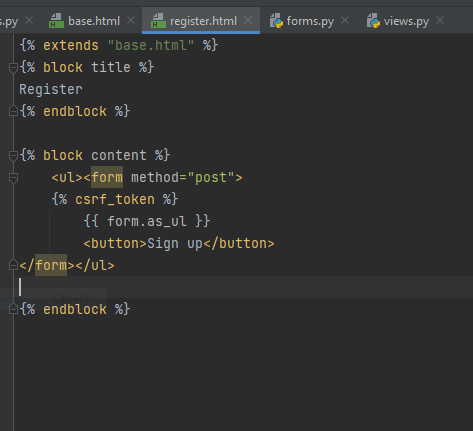 s.py base.html register.html forms.py views.py
{% extends "base.html" %}
{% block title %}
Register
{% endblock %}
{% block content %}
<ul><form method="post">
{% csrf_token %}
{{ form.as_ul }}
<button>Sign up</button>
</form></ul>
{% endblock %}